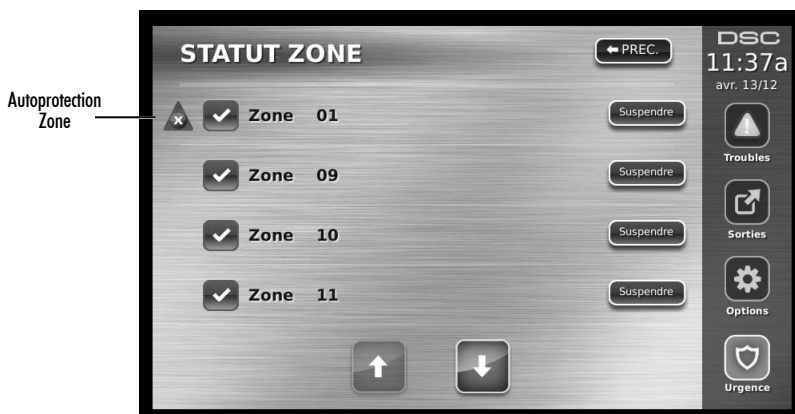 Autoprotection
Zone
STATUT ZONE
PREC.
Zone 01
Suspendre
Zone 09
Suspendre
Zone 10
Suspendre
Zone 11
Suspendre
DSC
11:37a
avr. 13/12
Troubles
Sorties
Options
Urgence